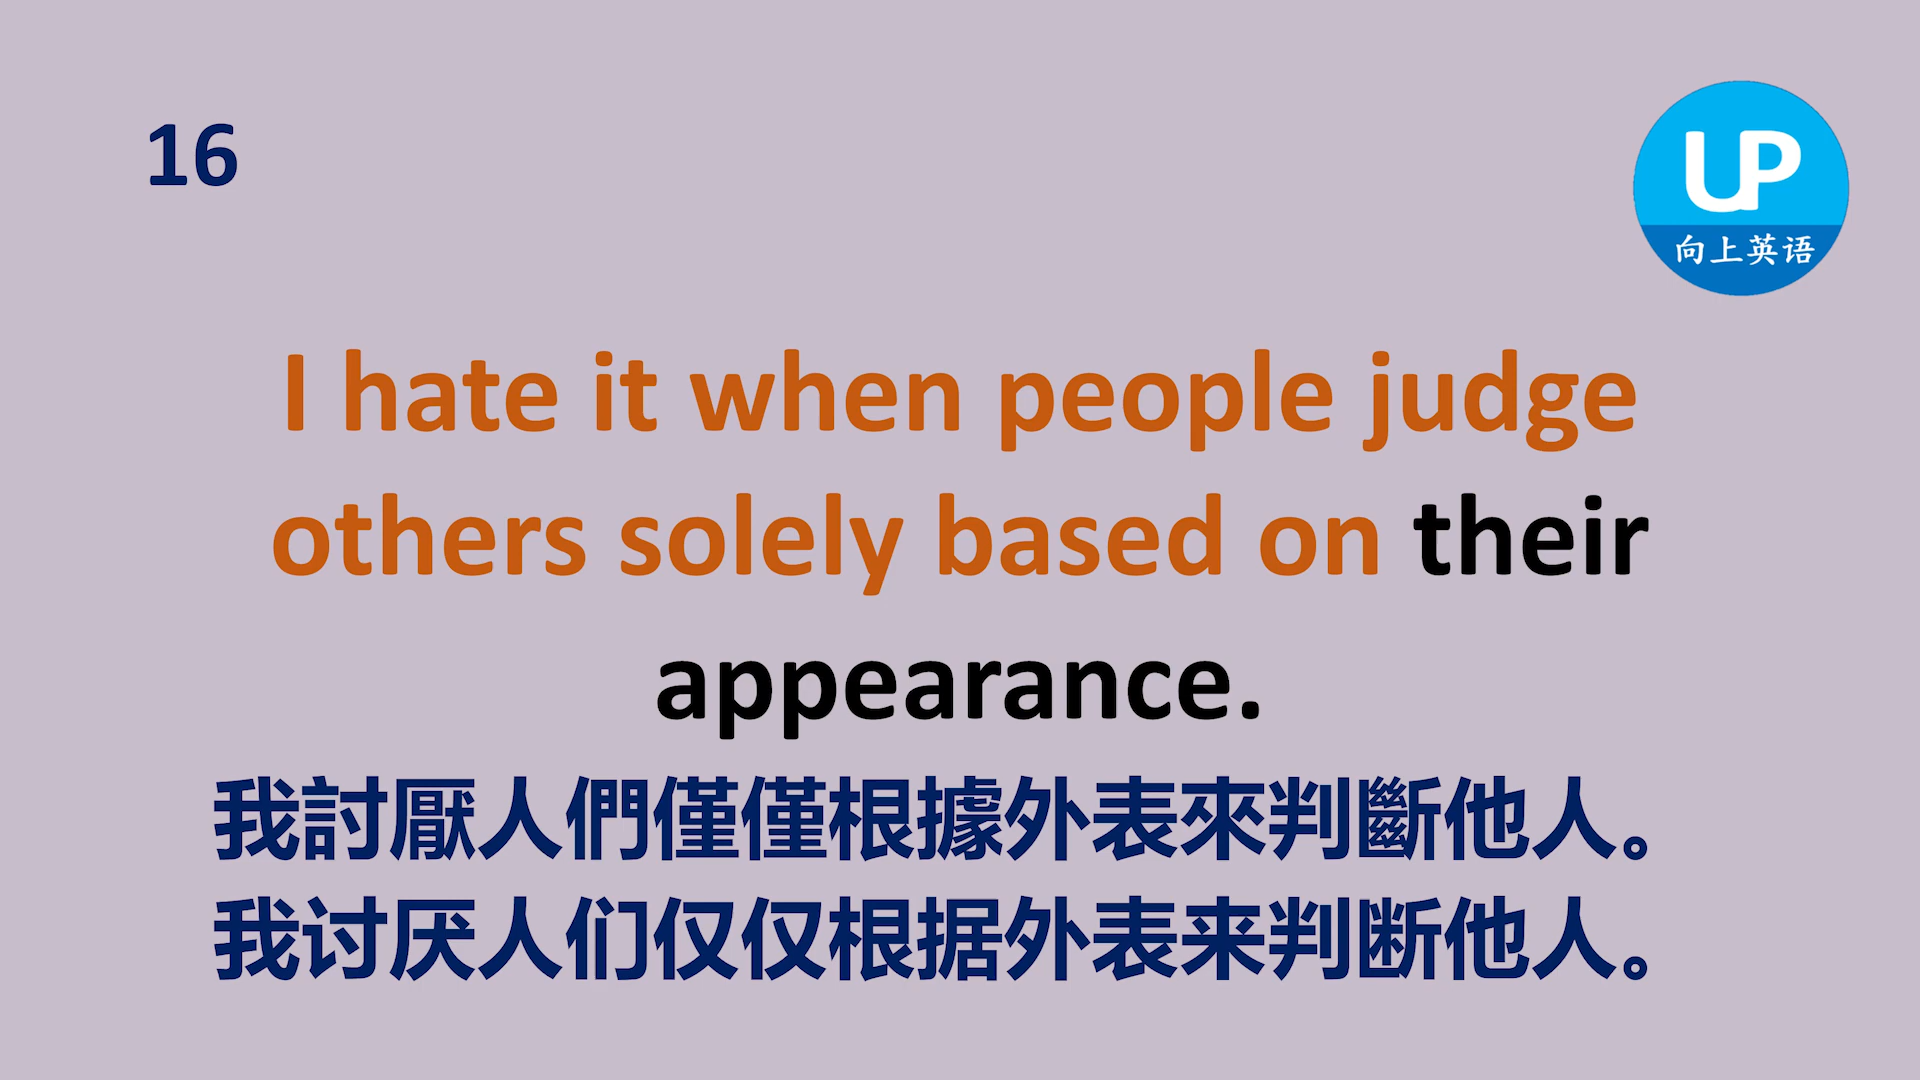 16
UP
向上英语
I hate it when people judge
others solely based on their
appearance.
我討厭人們僅僅根據外表來判斷他人。
我讨厌人们仅仅根据外表来判断他人。